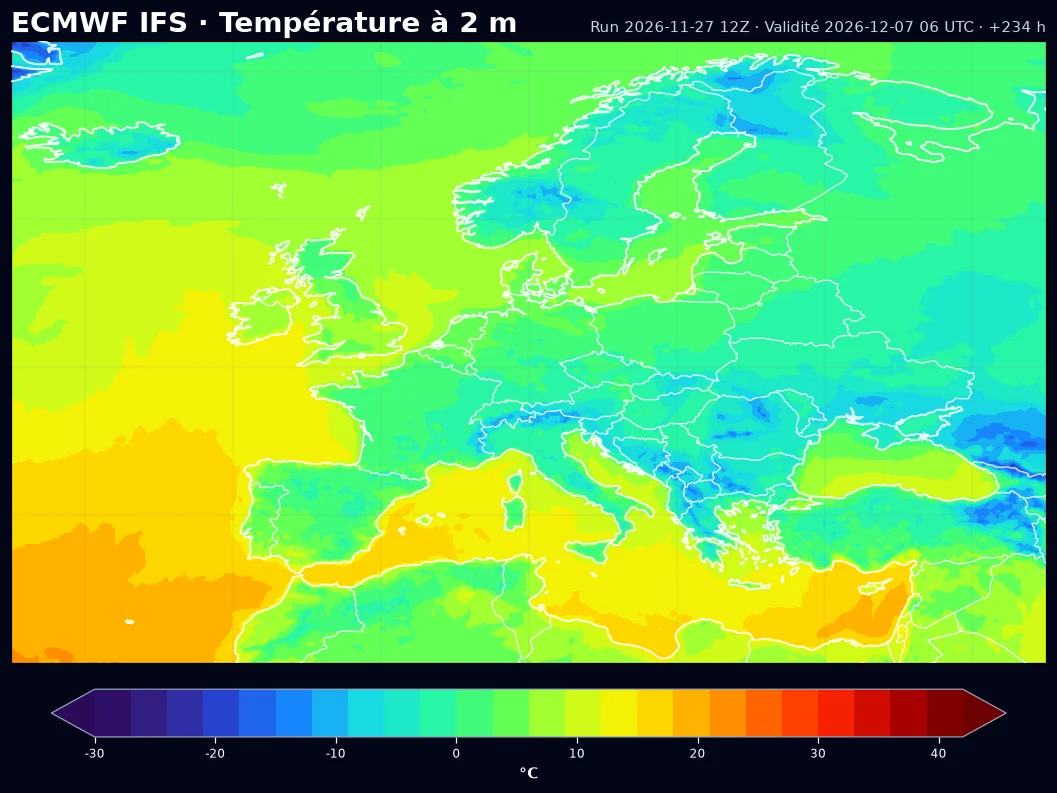 ECMWF IFS · Température à 2 m
Run 2026-11-27 12Z · Validité 2026-12-07 06 UTC · +234 h
-30 -20 -10 0 10 20 30 40
°C